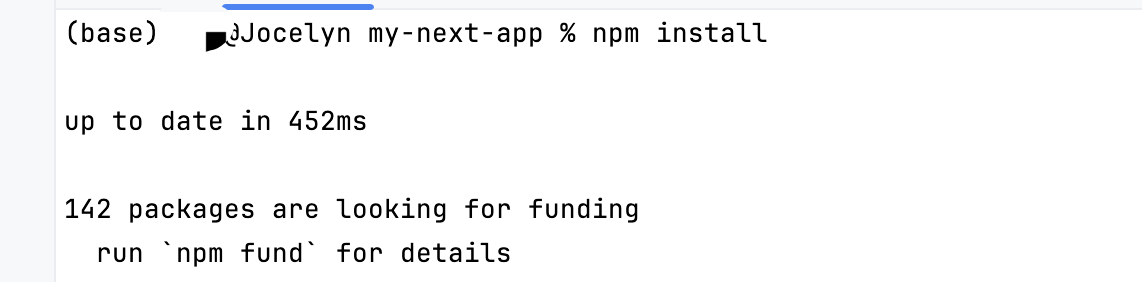 (base) @Jocelyn my-next-app % npm install
up to date in 452ms
142 packages are looking for funding
run `npm fund` for details